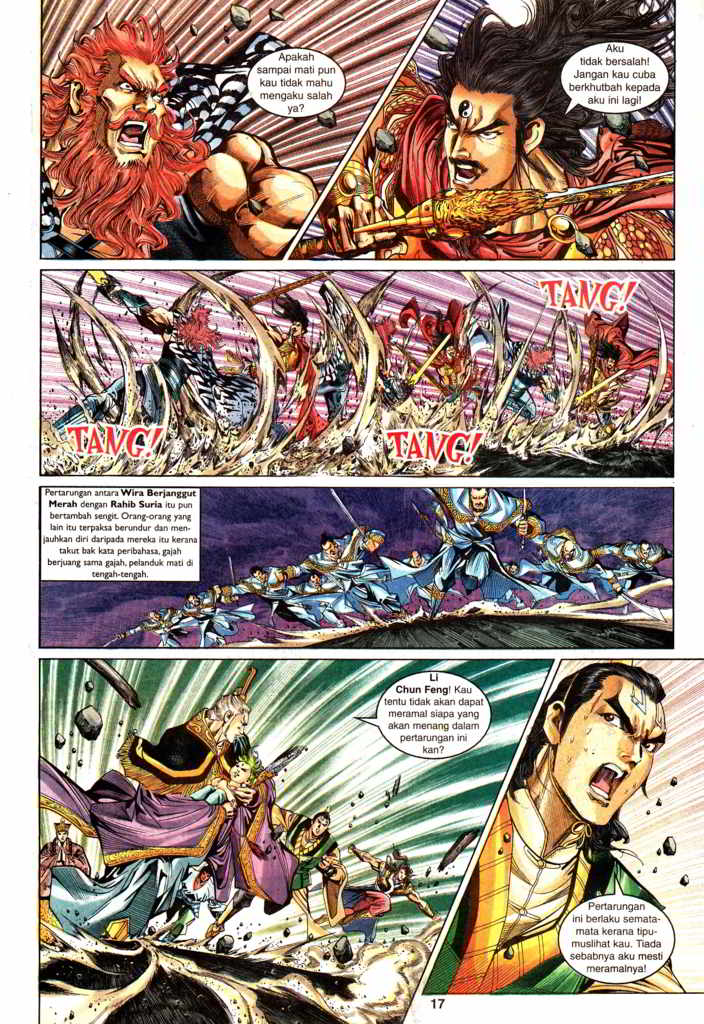 Apakah
sampai mati pun
kau tidak mahu
mengaku salah
ya?
Aku
tidak bersalah!
Jangan kau cuba
berkhutbah kepada
aku ini lagi!
TANG!
TANG!
TANG!
Pertarungan antara Wira Berjanggut
Merah dengan Rahib Suria itu pun
bertambah sengit. Orang-orang yang
lain itu terpaksa berundur dan men-
jauhkan diri daripada mereka itu kerana
takut bak kata peribahasa, gajah
berjuang sama gajah, pelanduk mati di
tengah-tengah.
Li
Chun Feng! Kau
tentu tidak akan dapat
meramal siapa yang
akan menang dalam
pertarungan ini
kan?
Pertarungan
ini berlaku semata-
mata kerana tipu-
muslihat kau. Tiada
sebabnya aku mesti
meramalnya!
17